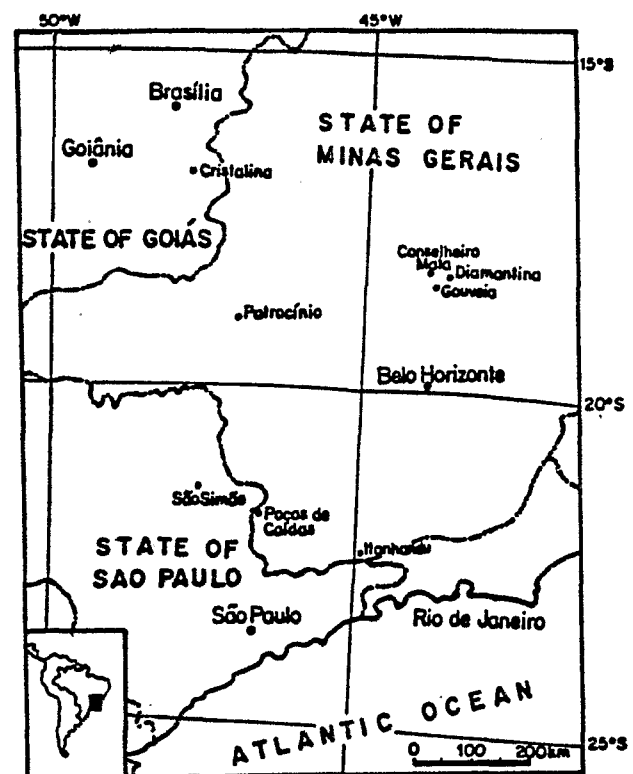 50°W 45°W
15°S
Brasília
STATE OF
MINAS GERAIS
Goiânia
Cristalina
STATE OF GOIÁS
Conselheiro
Mata
Diamantina
Gouveia
Patrocínio
Belo Horizonte
20°S
São Simão
Poços de
Caldas
STATE OF
SAO PAULO
Itanhandu
São Paulo
Rio de Janeiro
ATLANTIC OCEAN
0 100 200km
25°S